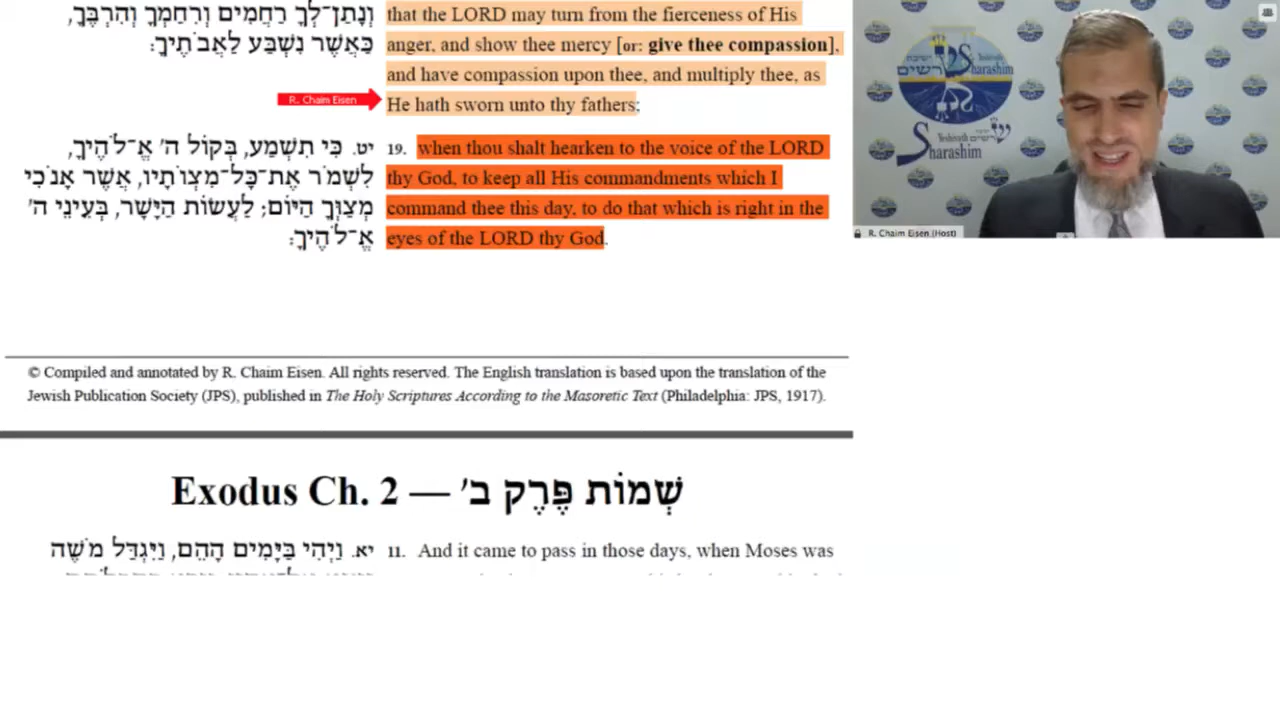 וְנָתַן־לְךָ רַחֲמִים וְרִחַמְךָ וְהִרְבֶּךָ,
כַּאֲשֶׁר נִשְׁבַּע לַאֲבֹתֶיךָ:
that the LORD may turn from the fierceness of His
anger, and show thee mercy [or: give thee compassion],
and have compassion upon thee, and multiply thee, as
He hath sworn unto thy fathers;
R. Chaim Eisen
יט. כִּי תִשְׁמַע, בְּקוֹל ה' אֱ־לֹהֶיךָ,
לִשְׁמֹר אֶת־כָּל־מִצְוֹתָיו, אֲשֶׁר אָנֹכִי
מְצַוְּךָ הַיּוֹם; לַעֲשׂוֹת הַיָּשָׁר, בְּעֵינֵי ה'
אֱ־לֹהֶיךָ:
19. when thou shalt hearken to the voice of the LORD
thy God, to keep all His commandments which I
command thee this day, to do that which is right in the
eyes of the LORD thy God.
© Compiled and annotated by R. Chaim Eisen. All rights reserved. The English translation is based upon the translation of the
Jewish Publication Society (JPS), published in The Holy Scriptures According to the Masoretic Text (Philadelphia: JPS, 1917).
Exodus Ch. 2 — שְׁמוֹת פֶּרֶק ב'
יא. וַיְהִי בַּיָּמִים הָהֵם, וַיִּגְדַּל מֹשֶׁה
11. And it came to pass in those days, when Moses was
ישיבת
שרשים
Sharashim
Yeshivath שרשים
Sharashim
R. Chaim Eisen (Host)